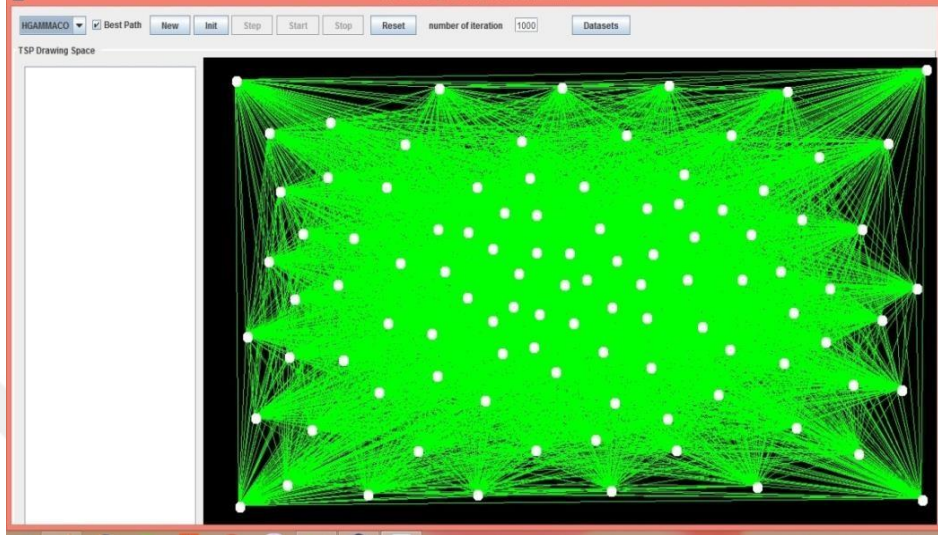 HGAMMACO Best Path New Init Step Start Stop Reset number of iteration 1000 Datasets
TSP Drawing Space